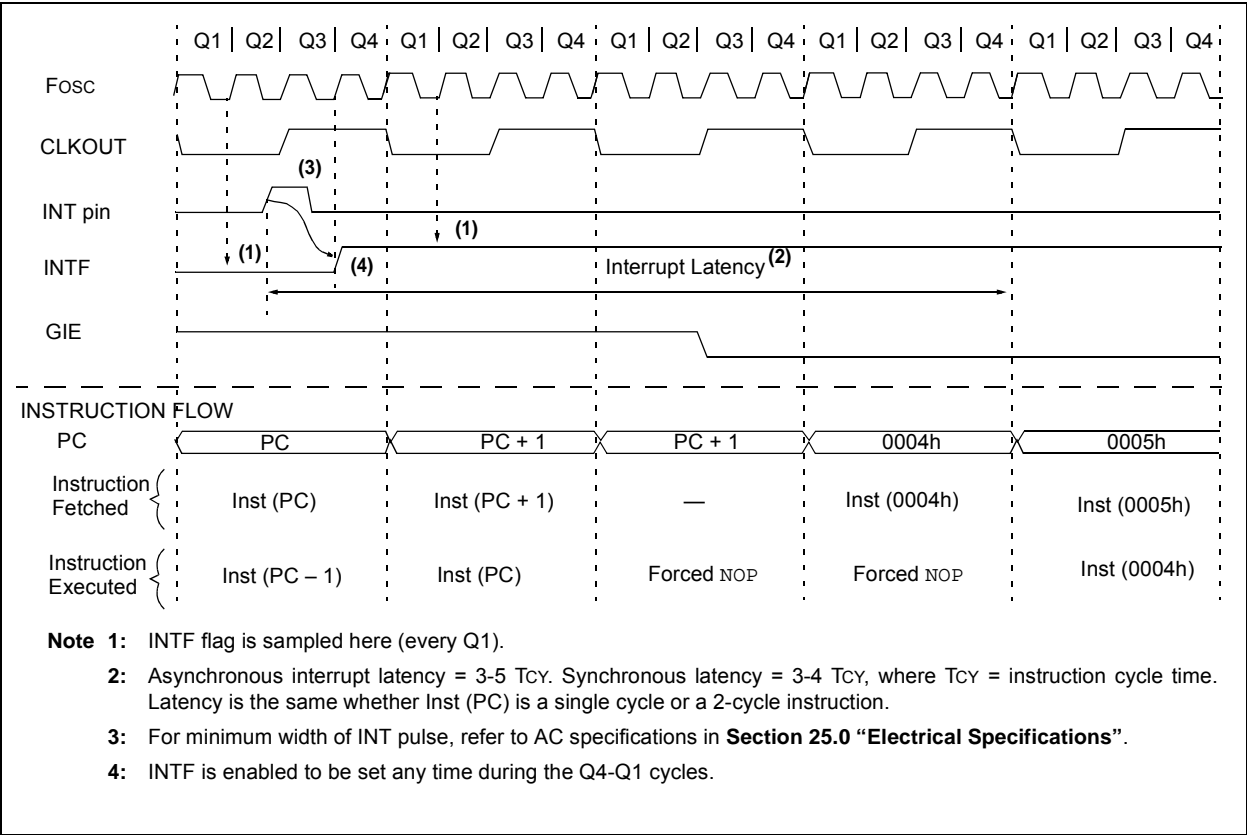 Q1 Q2 Q3 Q4 Q1 Q2 Q3 Q4 Q1 Q2 Q3 Q4 Q1 Q2 Q3 Q4 Q1 Q2 Q3 Q4
FOSC
CLKOUT
(3)
INT pin
(1)
(1)
INTF
(4)
Interrupt Latency (2)
GIE
INSTRUCTION FLOW
PC PC PC + 1 PC + 1 0004h 0005h
Instruction
Fetched
Inst (PC) Inst (PC + 1) — Inst (0004h) Inst (0005h)
Instruction
Executed
Inst (PC – 1) Inst (PC) Forced NOP Forced NOP Inst (0004h)
Note 1: INTF flag is sampled here (every Q1).
2: Asynchronous interrupt latency = 3-5 TCY. Synchronous latency = 3-4 TCY, where TCY = instruction cycle time.
Latency is the same whether Inst (PC) is a single cycle or a 2-cycle instruction.
3: For minimum width of INT pulse, refer to AC specifications in Section 25.0 “Electrical Specifications”.
4: INTF is enabled to be set any time during the Q4-Q1 cycles.